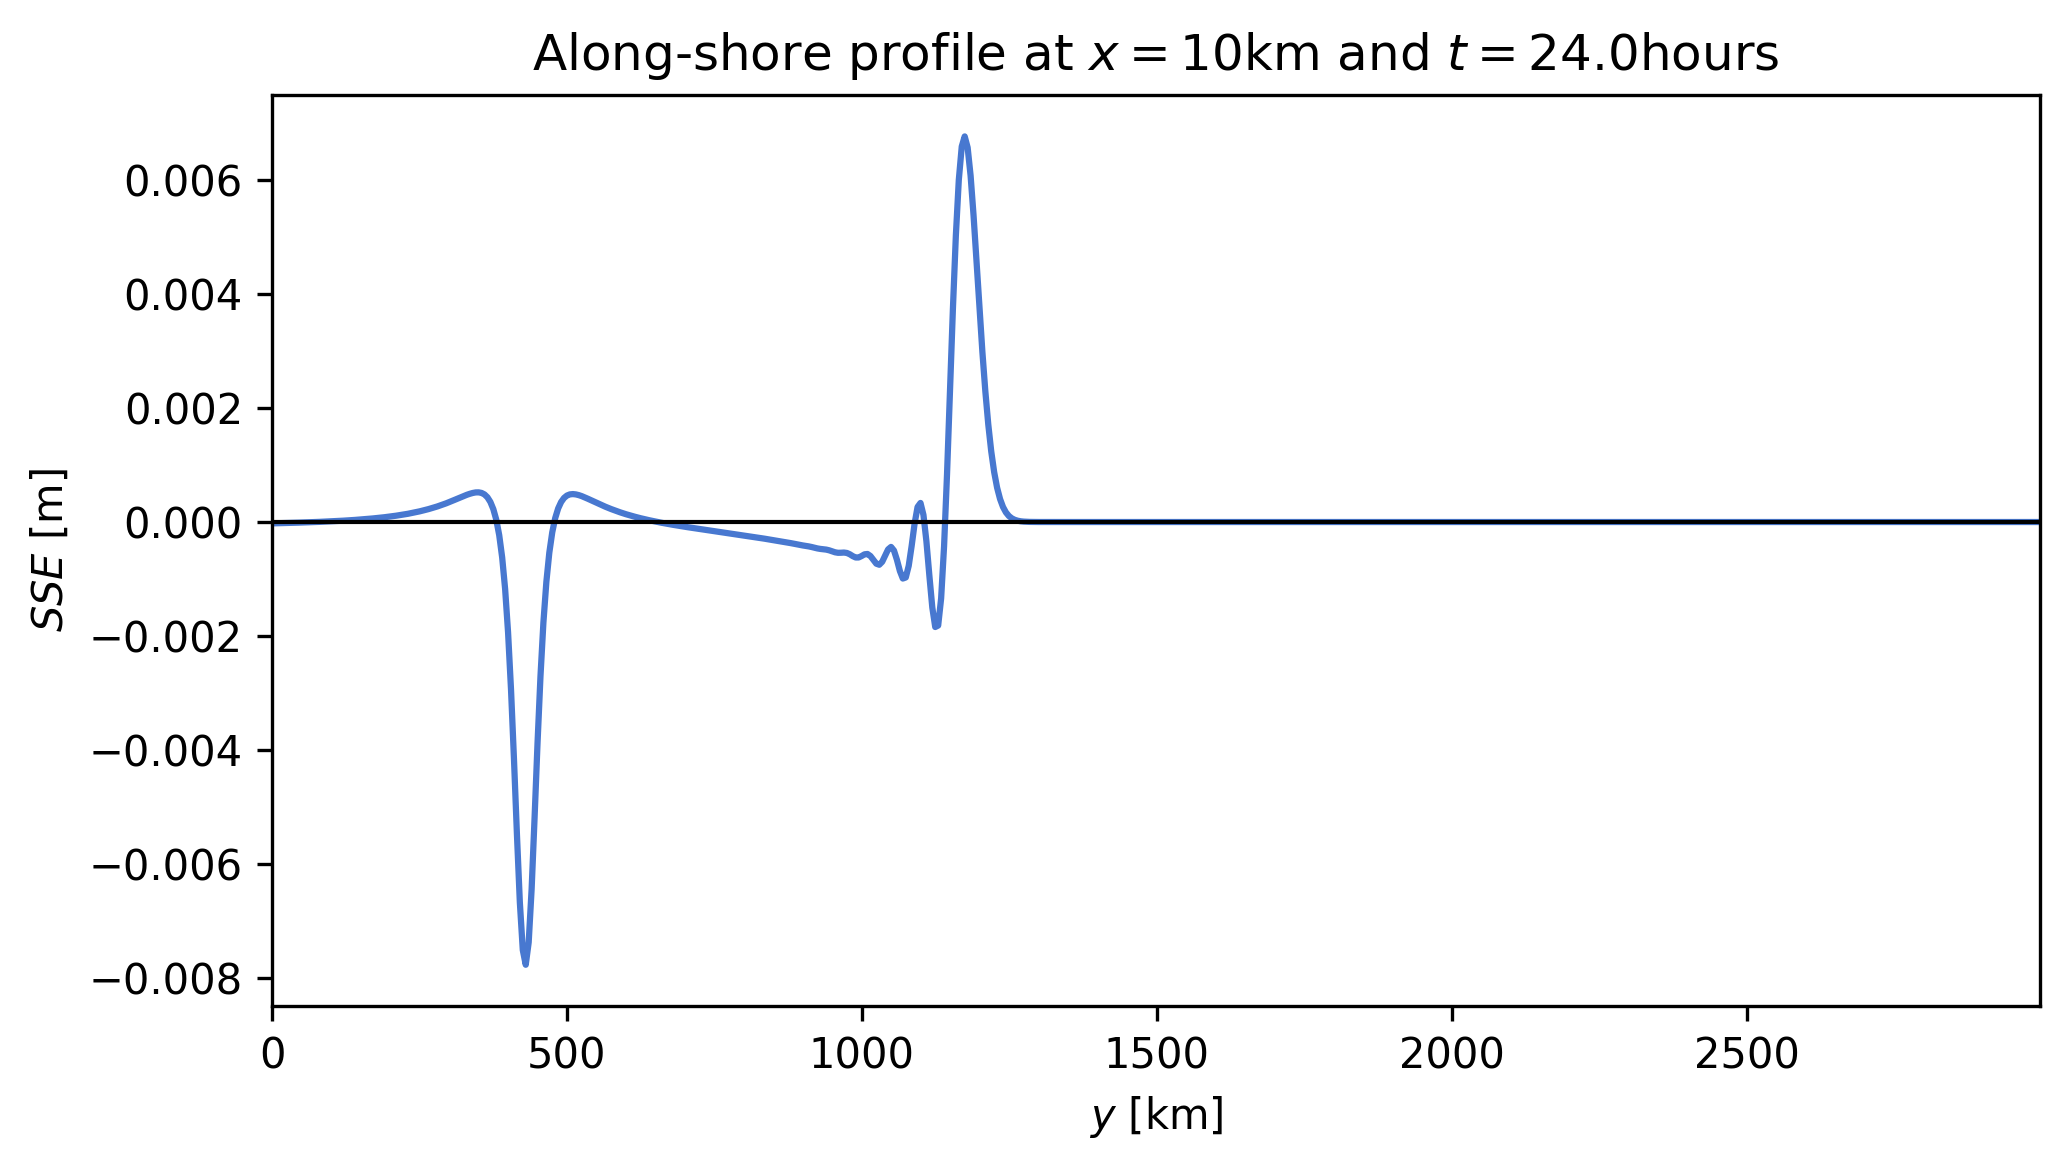 Along-shore profile at x = 10km and t = 24.0hours
0.006
0.004
0.002
0.000
−0.002
−0.004
−0.006
−0.008
SSE [m]
0 500 1000 1500 2000 2500
y [km]